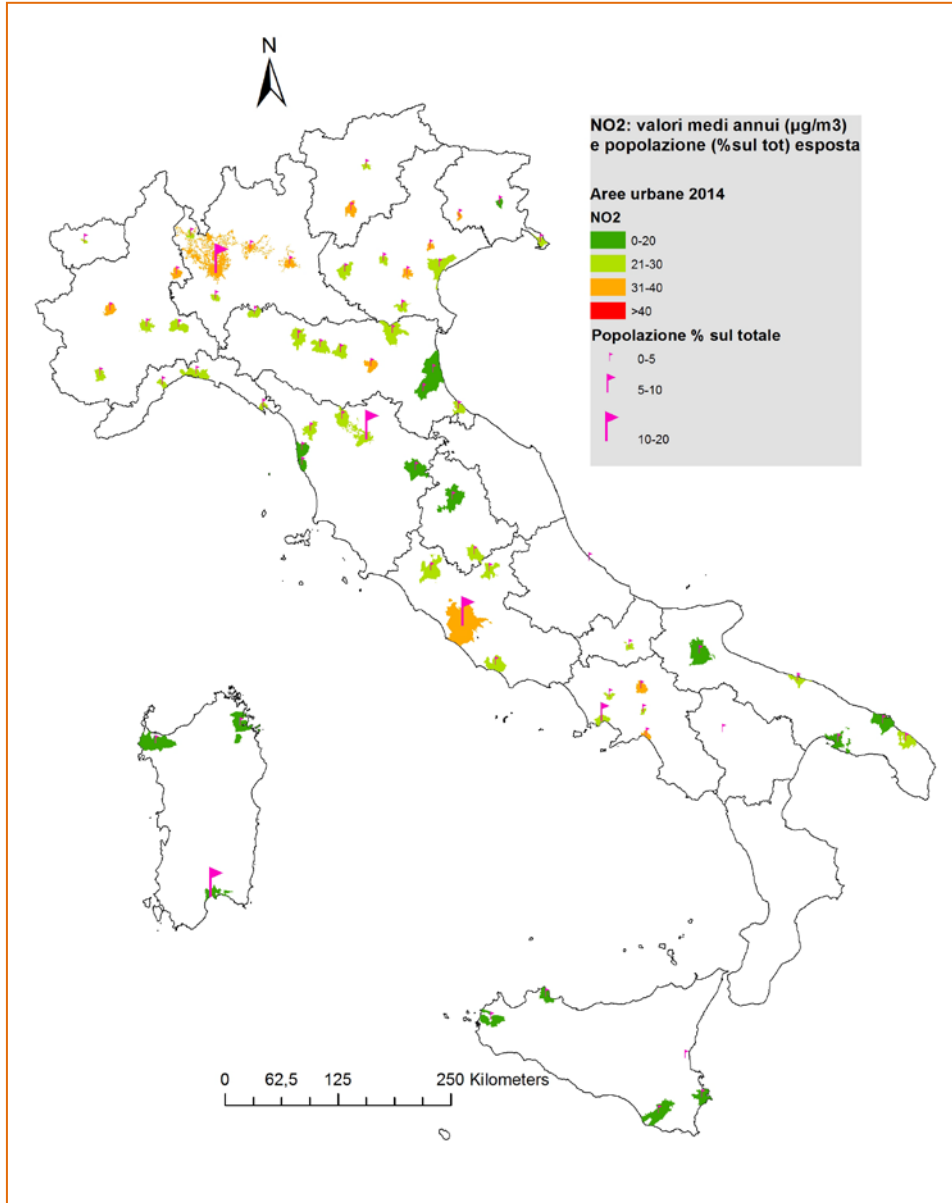 N
NO2: valori medi annui (µg/m3)
e popolazione (%sul tot) esposta
Aree urbane 2014
NO2
0-20
21-30
31-40
>40
Popolazione % sul totale
0-5
5-10
10-20
0 62,5 125 250 Kilometers